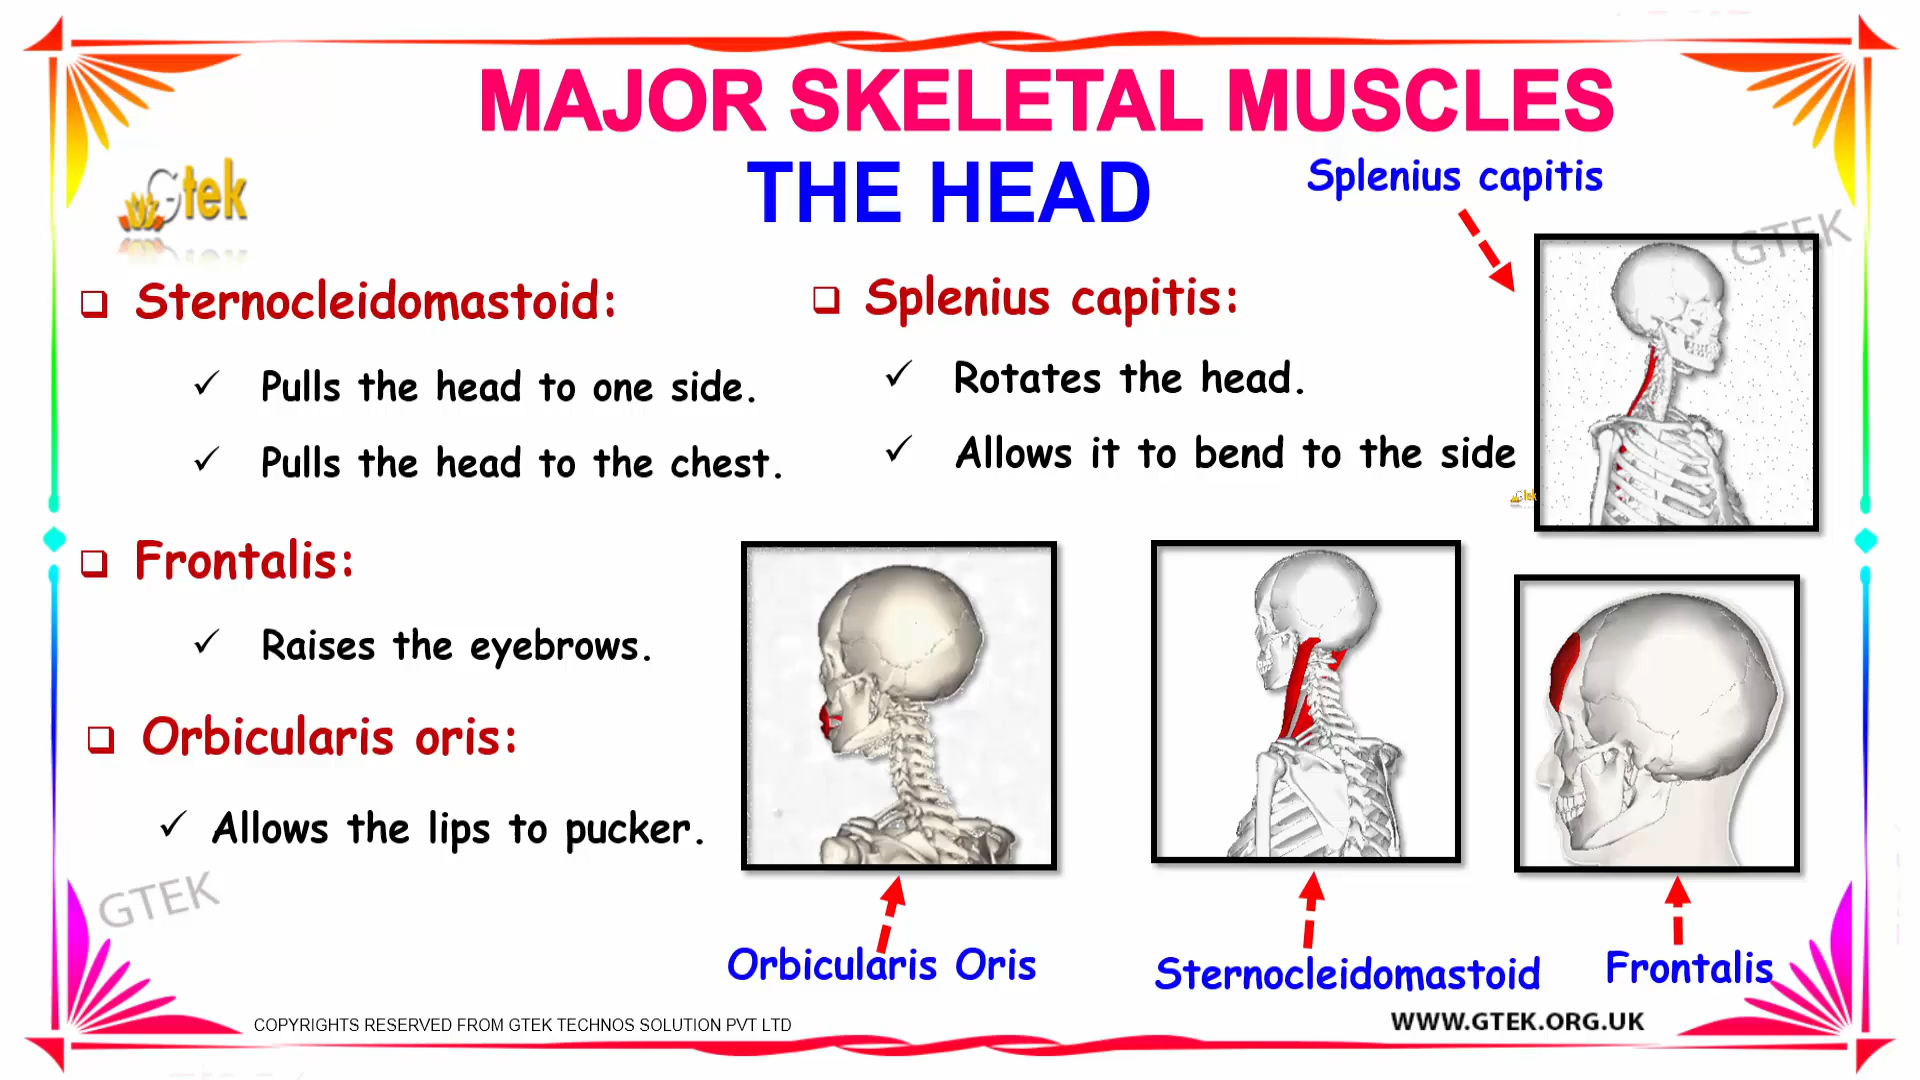 MAJOR SKELETAL MUSCLES
THE HEAD
Splenius capitis
Gtek
GTEK
Sternocleidomastoid:
Pulls the head to one side.
Pulls the head to the chest.
Splenius capitis:
Rotates the head.
Allows it to bend to the side
Gtek
Frontalis:
Raises the eyebrows.
Orbicularis oris:
Allows the lips to pucker.
GTEK
Orbicularis Oris
Sternocleidomastoid
Frontalis
COPYRIGHTS RESERVED FROM GTEK TECHNOS SOLUTION PVT LTD
WWW.GTEK.ORG.UK